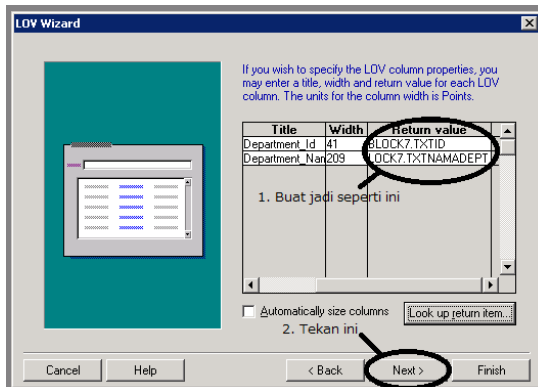 LOV Wizard
If you wish to specify the LOV column properties, you
may enter a title, width and return value for each LOV
column. The units for the column width is Points.
Title Width Return value
Department_Id 41 BLOCK7.TXTID
Department_Nan 209 LOCK7.TXTNAMADEPT
1. Buat jadi seperti ini
Automatically size columns Look up return item...
2. Tekan ini
Cancel Help < Back Next > Finish